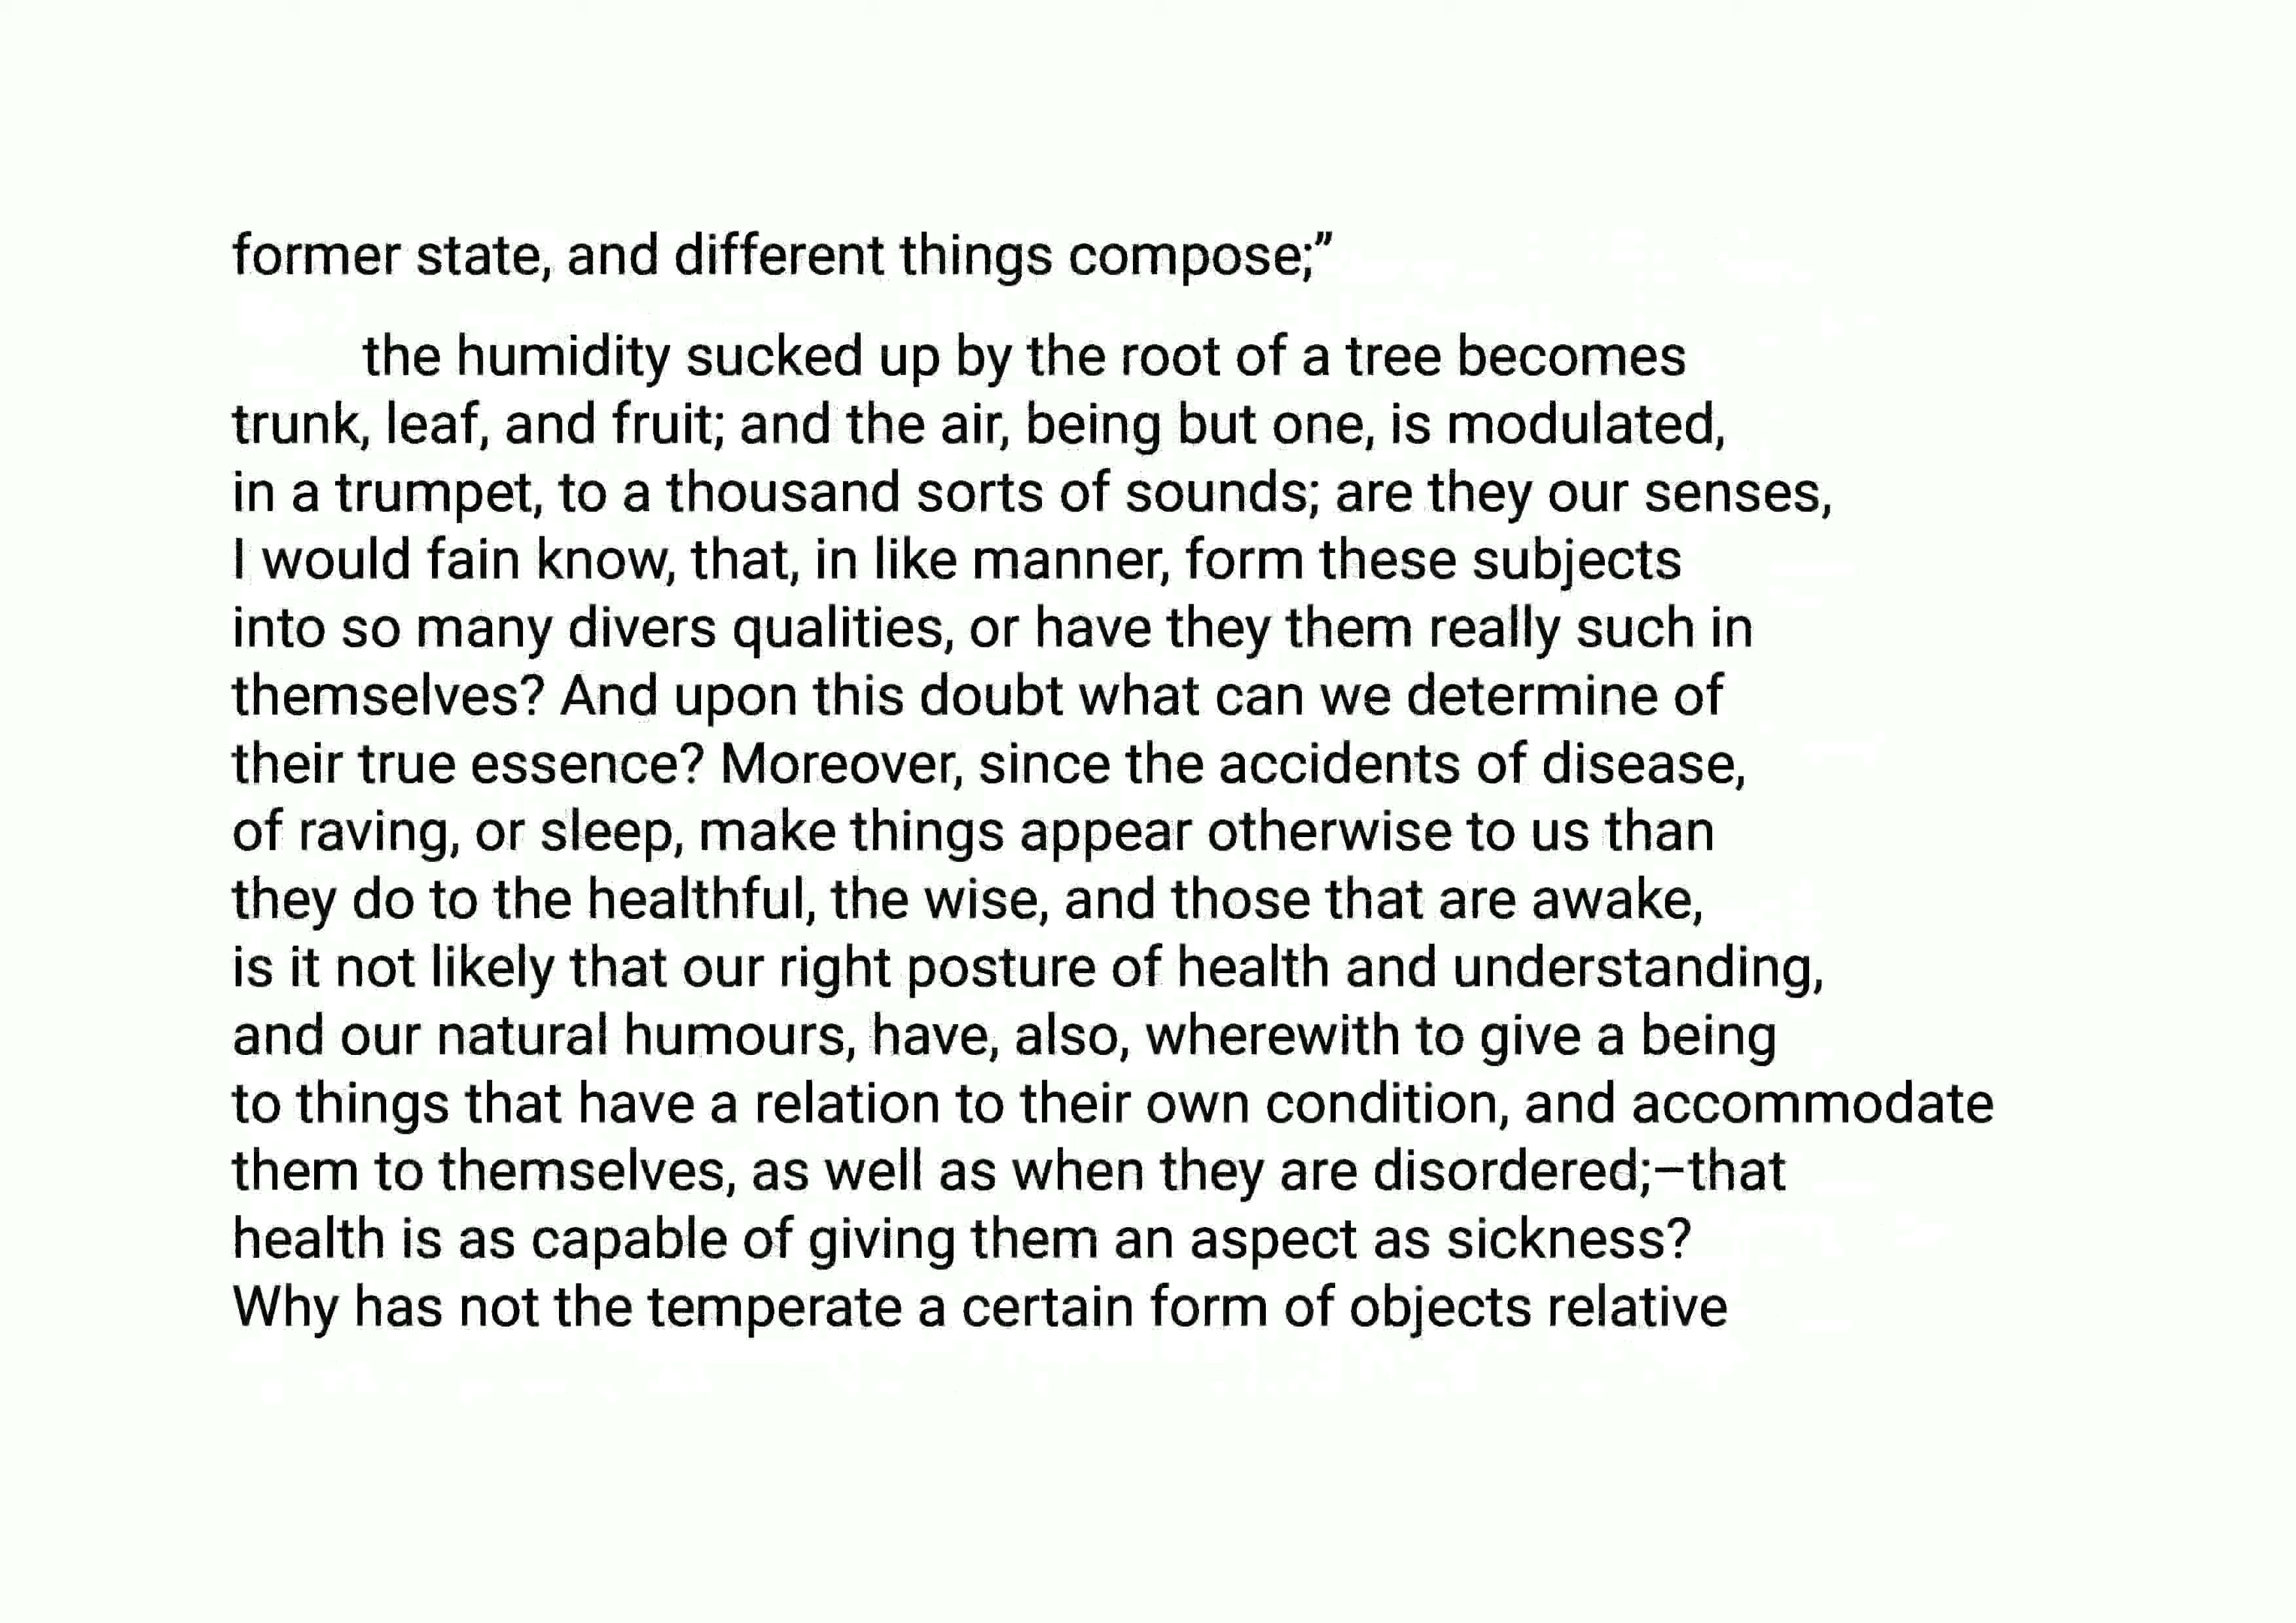 former state, and different things compose;”
the humidity sucked up by the root of a tree becomes
trunk, leaf, and fruit; and the air, being but one, is modulated,
in a trumpet, to a thousand sorts of sounds; are they our senses,
I would fain know, that, in like manner, form these subjects
into so many divers qualities, or have they them really such in
themselves? And upon this doubt what can we determine of
their true essence? Moreover, since the accidents of disease,
of raving, or sleep, make things appear otherwise to us than
they do to the healthful, the wise, and those that are awake,
is it not likely that our right posture of health and understanding,
and our natural humours, have, also, wherewith to give a being
to things that have a relation to their own condition, and accommodate
them to themselves, as well as when they are disordered;–that
health is as capable of giving them an aspect as sickness?
Why has not the temperate a certain form of objects relative